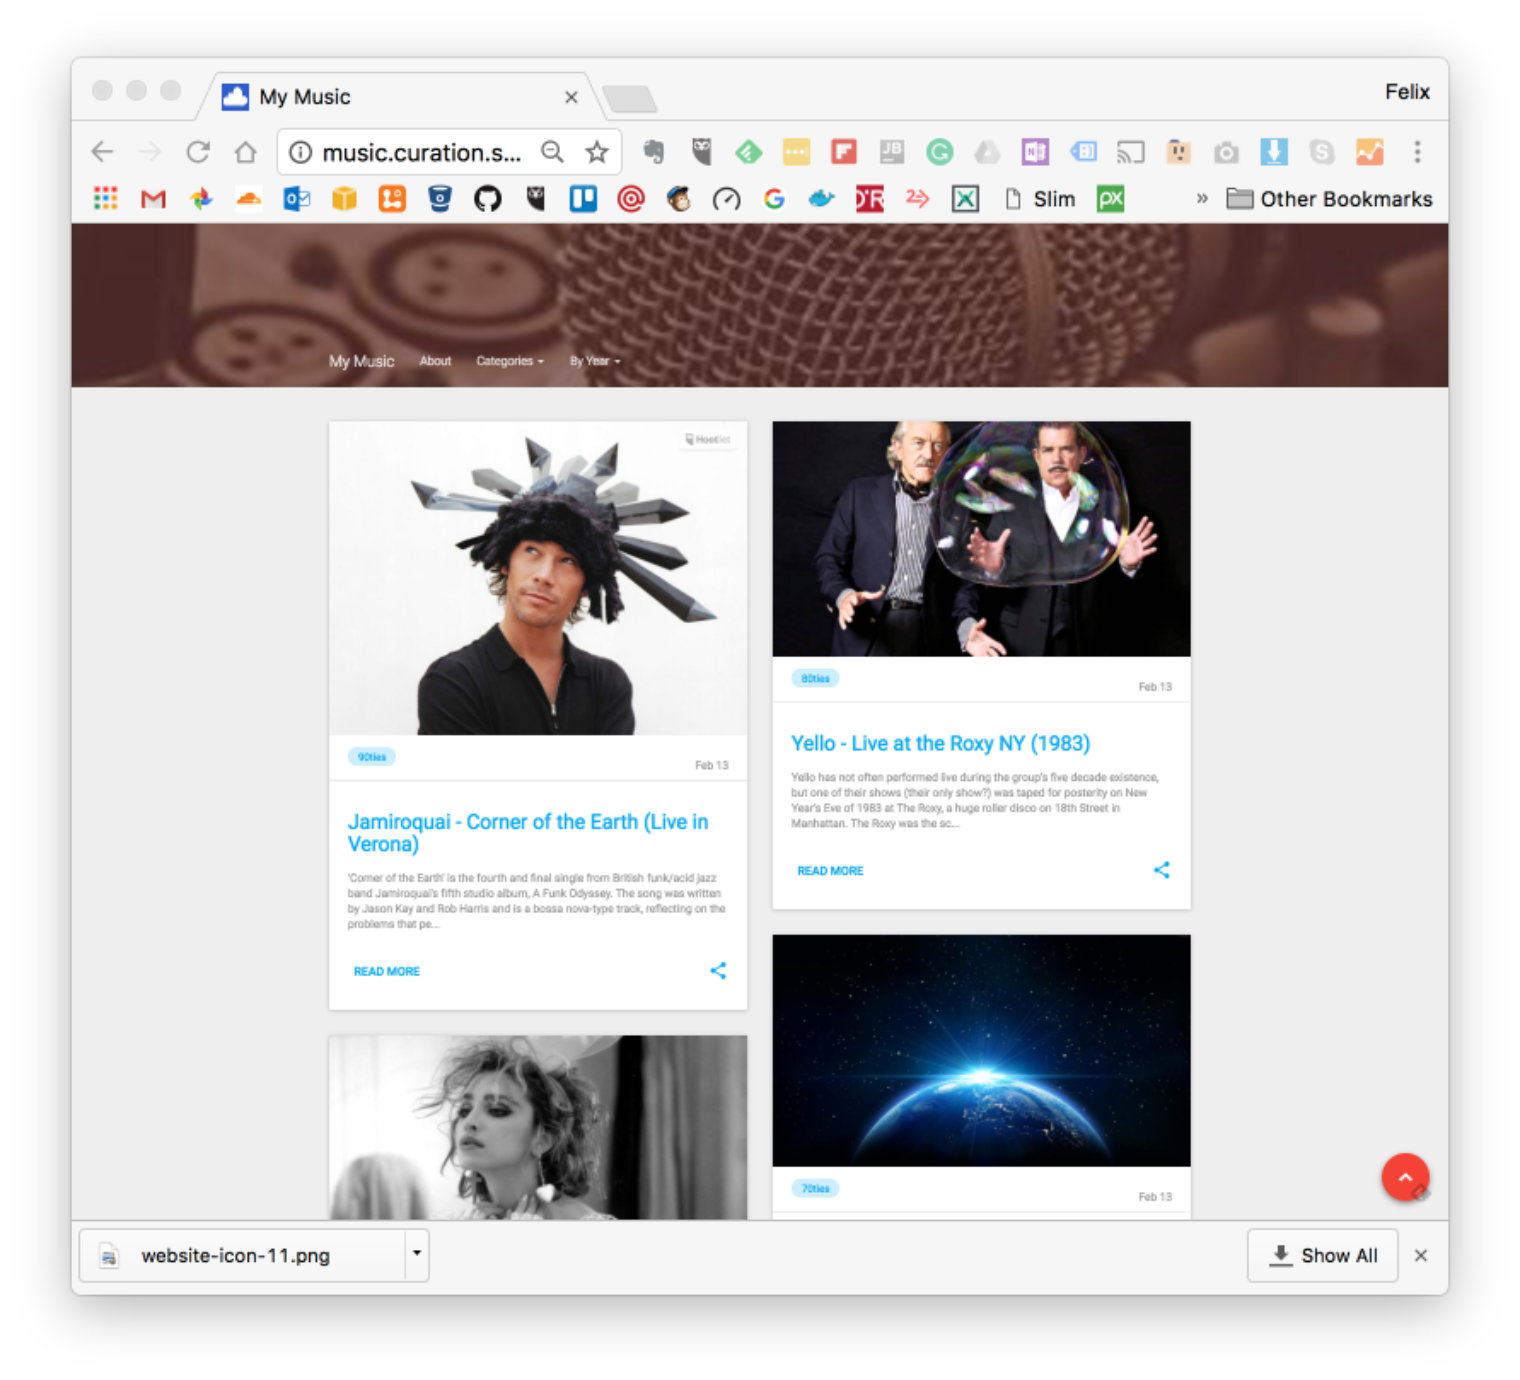 My Music
Felix
music.curation.s...
Slim
Other Bookmarks
My Music About Categories By Year
Hootlet
90ties
Feb 13
Jamiroquai - Corner of the Earth (Live in
Verona)
'Corner of the Earth' is the fourth and final single from British funk/acid jazz
band Jamiroquai's fifth studio album, A Funk Odyssey. The song was written
by Jason Kay and Rob Harris and is a bossa nova-type track, reflecting on the
problems that pe...
READ MORE
80ties
Feb 13
Yello - Live at the Roxy NY (1983)
Yello has not often performed live during the group's five decade existence,
but one of their shows (their only show?) was taped for posterity on New
Year's Eve of 1983 at The Roxy, a huge roller disco on 18th Street in
Manhattan. The Roxy was the sc...
READ MORE
70ties
Feb 13
website-icon-11.png
Show All